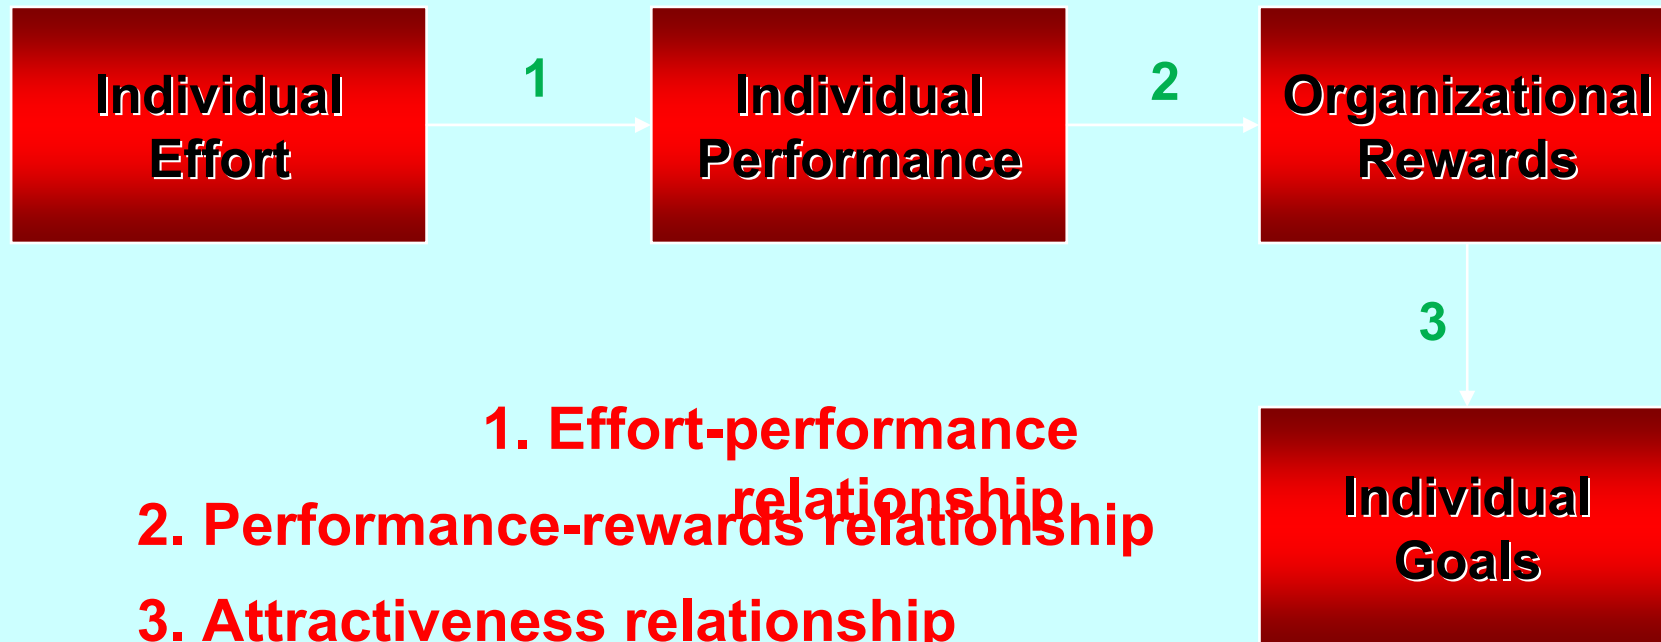 Individual
Effort
1
Individual
Performance
2
Organizational
Rewards
3
1. Effort-performance
relationship
2. Performance-rewards relationship
3. Attractiveness relationship
Individual
Goals